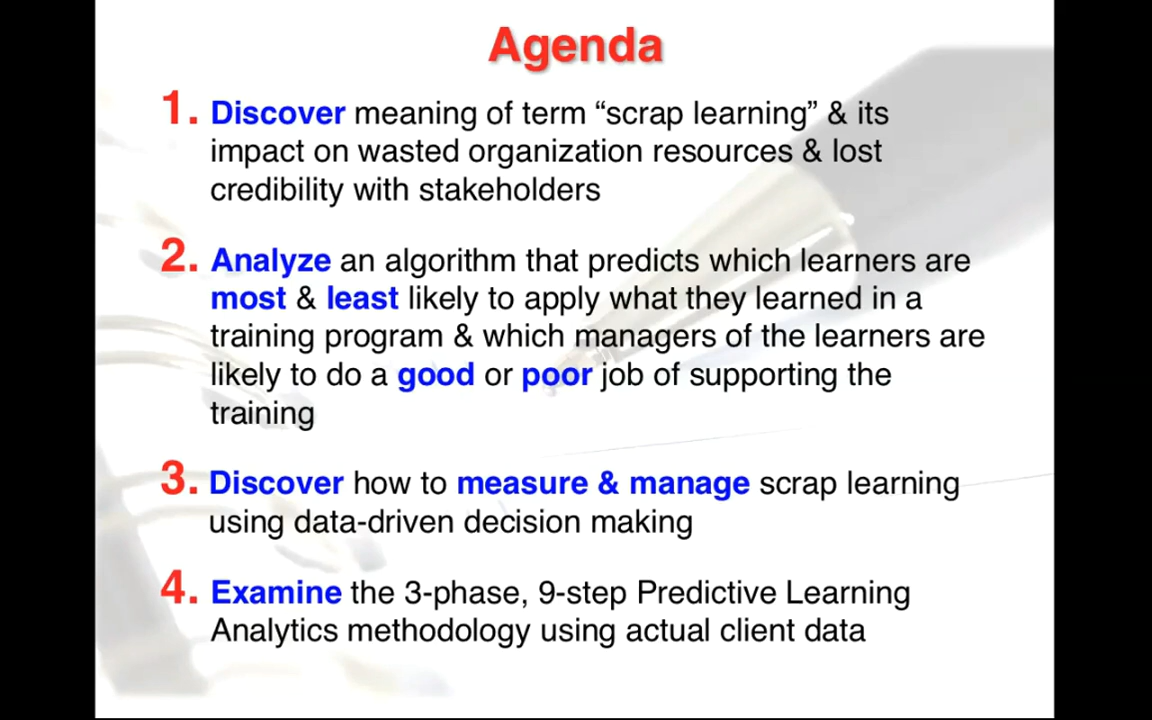 Agenda
1. Discover meaning of term “scrap learning” & its
impact on wasted organization resources & lost
credibility with stakeholders
2. Analyze an algorithm that predicts which learners are
most & least likely to apply what they learned in a
training program & which managers of the learners are
likely to do a good or poor job of supporting the
training
3. Discover how to measure & manage scrap learning
using data-driven decision making
4. Examine the 3-phase, 9-step Predictive Learning
Analytics methodology using actual client data